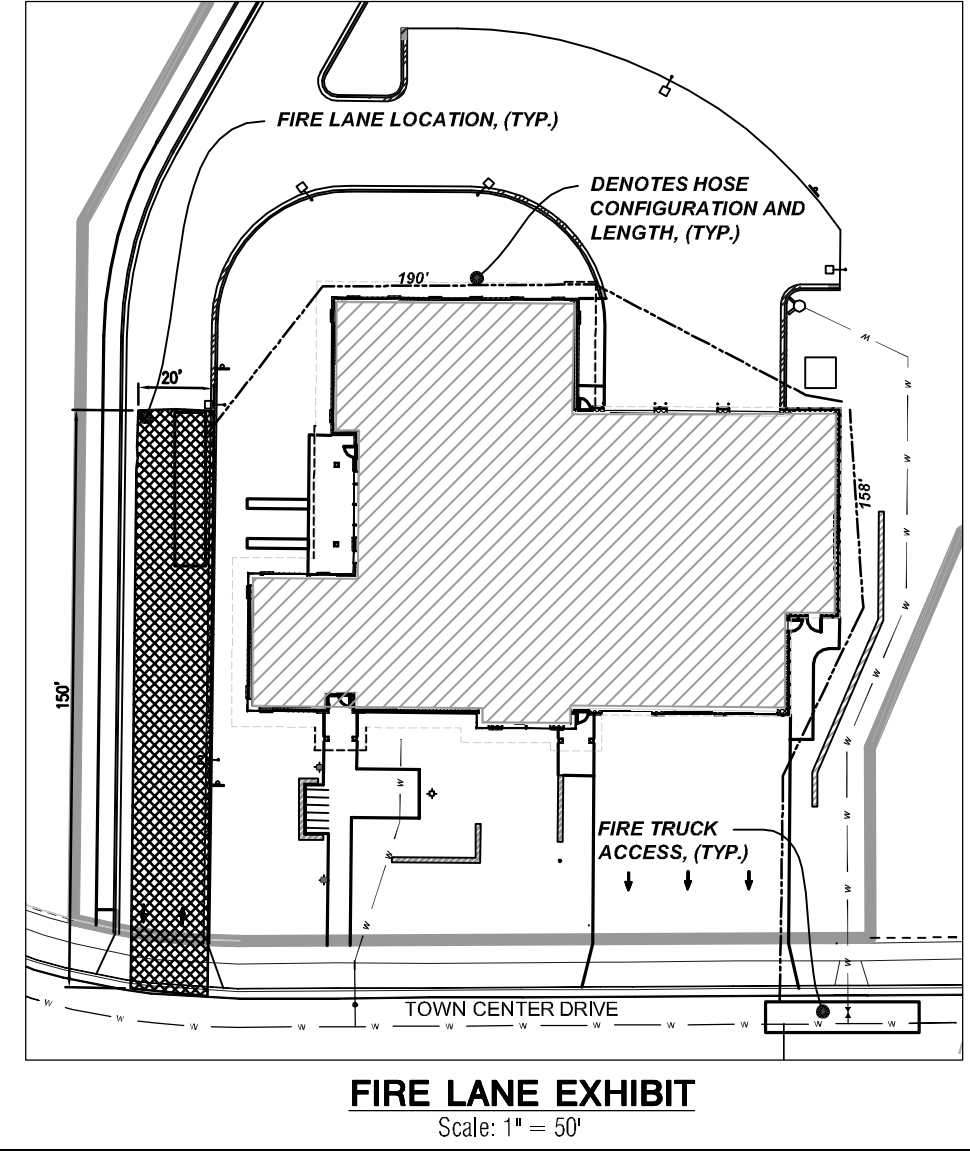 FIRE LANE LOCATION, (TYP.)
DENOTES HOSE
CONFIGURATION AND
LENGTH, (TYP.)
190'
W
20'
W
158'
W
W
W
150'
W
W
W
FIRE TRUCK
ACCESS, (TYP.)
W
W
W
W
W
TOWN CENTER DRIVE
W
W
W
W
W
W
W
W
W
W
W
FIRE LANE EXHIBIT
Scale: 1" = 50'